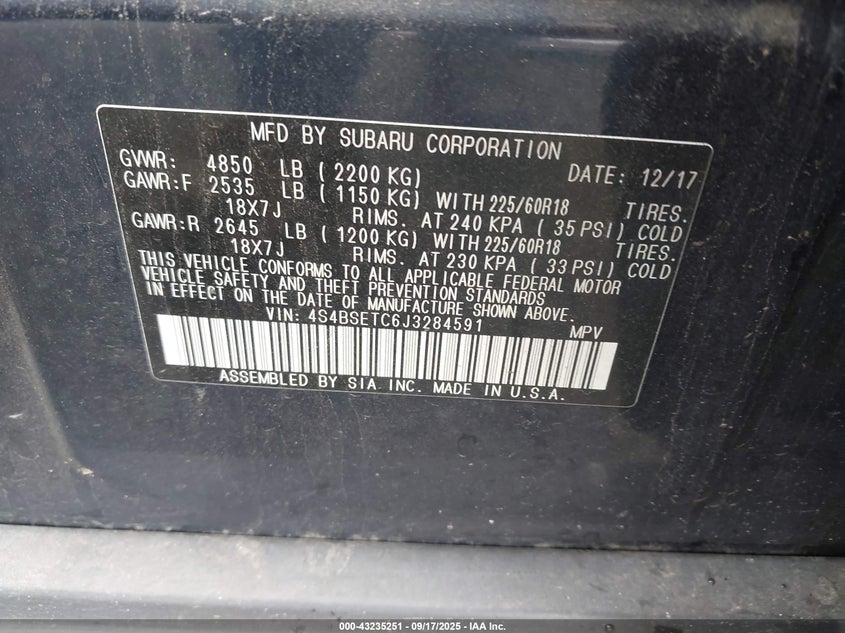 MFD BY SUBARU CORPORATION
GVWR: 4850 LB ( 2200 KG) DATE: 12/17
GAWR:F 2535 LB ( 1150 KG) WITH 225/60R18 TIRES.
18X7J RIMS. AT 240 KPA ( 35 PSI) COLD
GAWR:R 2645 LB ( 1200 KG) WITH 225/60R18 TIRES.
18X7J RIMS. AT 230 KPA ( 33 PSI) COLD
THIS VEHICLE CONFORMS TO ALL APPLICABLE FEDERAL MOTOR
VEHICLE SAFETY AND THEFT PREVENTION STANDARDS
IN EFFECT ON THE DATE OF MANUFACTURE SHOWN ABOVE.
VIN: 4S4BSETC6J3284591 MPV
ASSEMBLED BY SIA INC. MADE IN U.S.A.
000-43235251 - 09/17/2025 - IAA Inc.